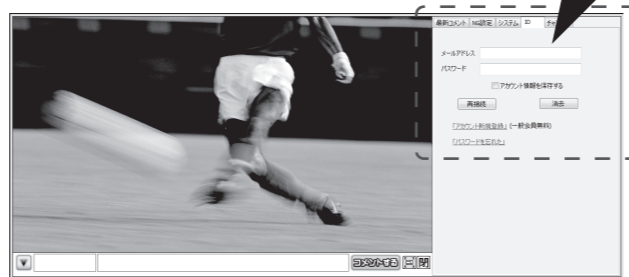 最新コメント NG設定 システム ID チャ
メールアドレス
パスワード
アカウント情報を保存する
再接続 消去
「アカウント新規登録」(一般会員無料)
「パスワードを忘れた」
コメントする 閉